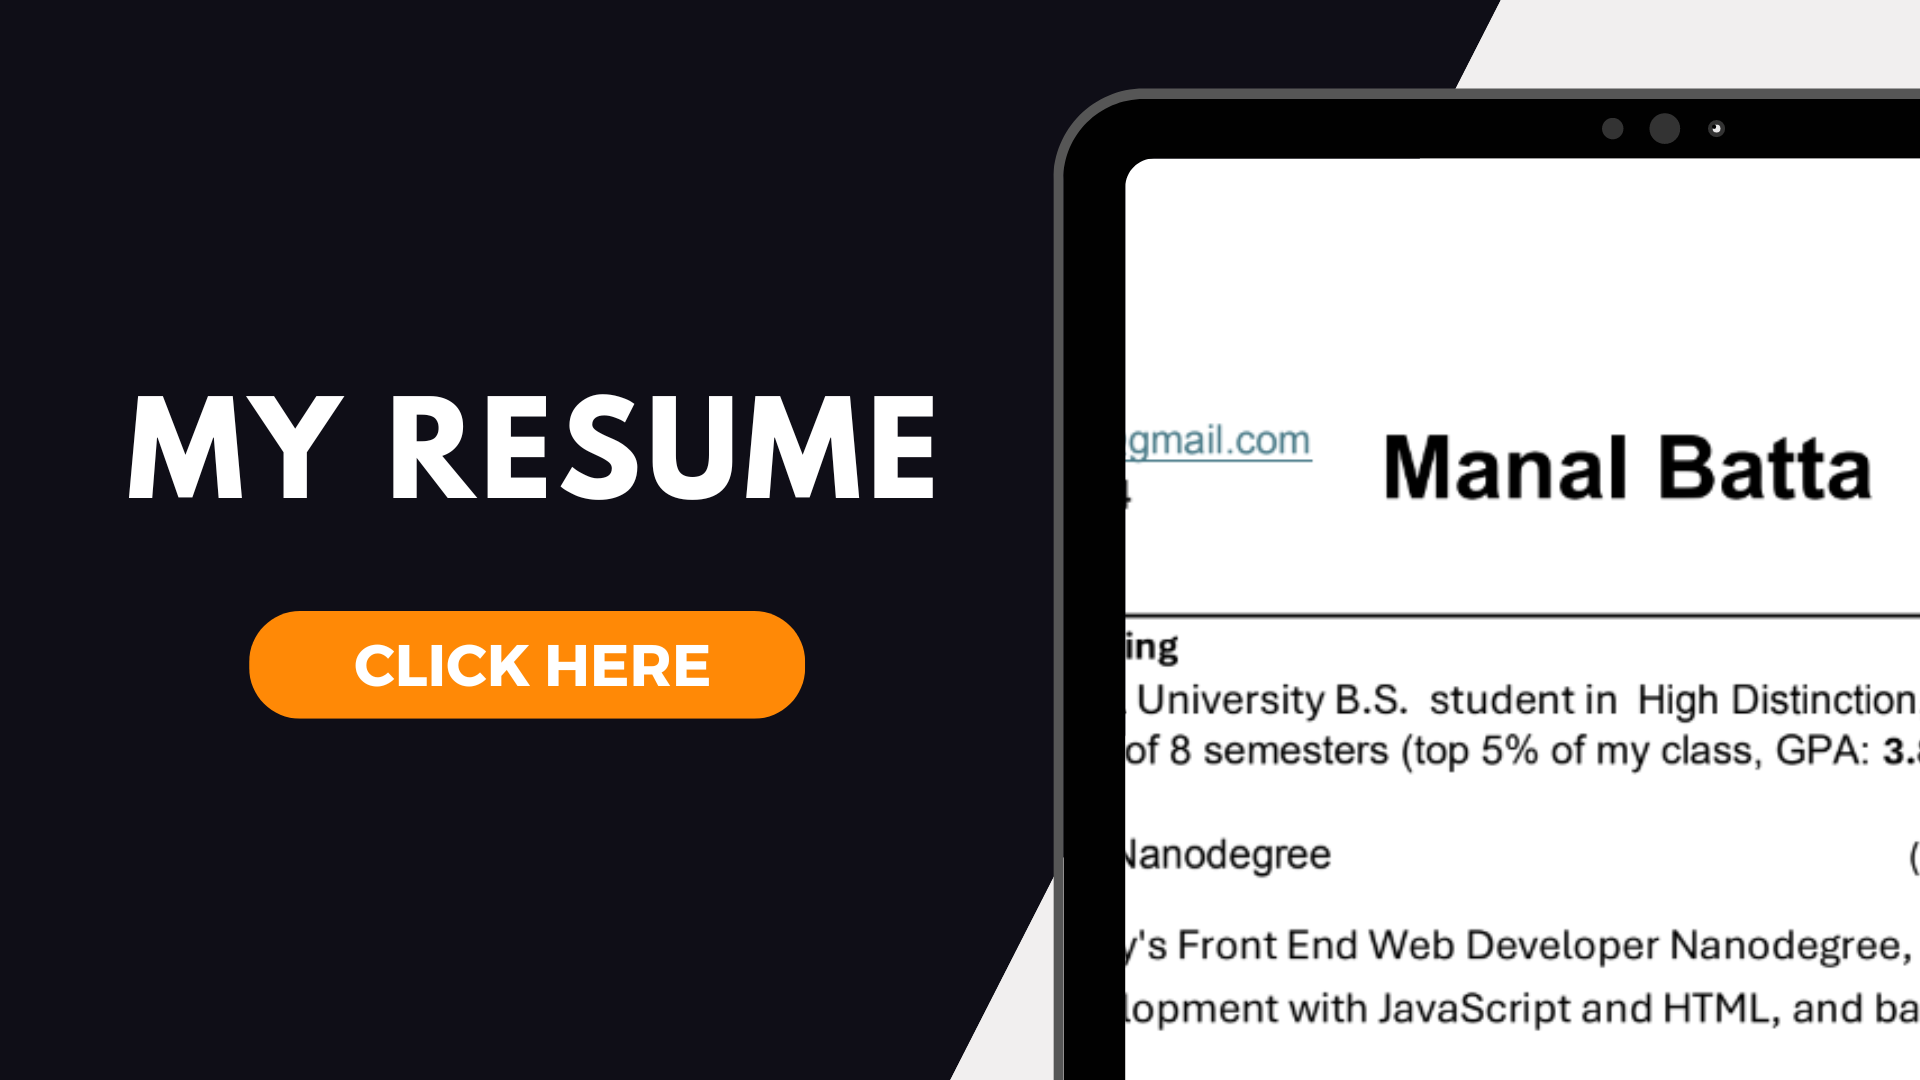 MY RESUME
CLICK HERE
gmail.com
Manal Batta
ing
University B.S. student in High Distinction
of 8 semesters (top 5% of my class, GPA: 3.
Nanodegree
(
y's Front End Web Developer Nanodegree,
lopment with JavaScript and HTML, and ba